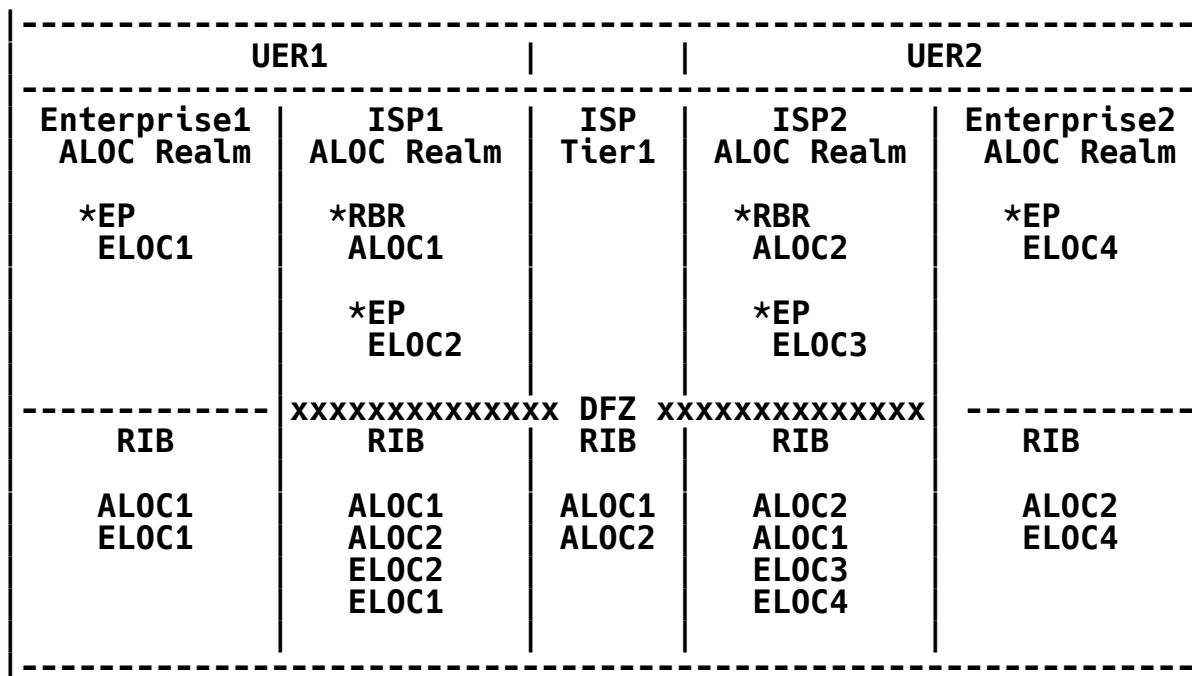 |-------------------------------------------------------------
|            UER1             |       |          UER2
|-------------------------------------------------------------
| Enterprise1 |    ISP1    |  ISP  |    ISP2    | Enterprise2
|  ALOC Realm | ALOC Realm | Tier1 | ALOC Realm |  ALOC Realm
|   *EP       |  *RBR      |       |  *RBR      |   *EP
|    ELOC1    |   ALOC1    |       |   ALOC2    |    ELOC4
|             |   *EP      |       |   *EP      |
|             |    ELOC2   |       |    ELOC3   |
|-------------|xxxxxxxxxxxxxx DFZ xxxxxxxxxxxxxx| ------------
|     RIB     |    RIB     |  RIB  |    RIB     |    RIB
|    ALOC1    |   ALOC1    | ALOC1 |   ALOC2    |    ALOC2
|    ELOC1    |   ALOC2    | ALOC2 |   ALOC1    |    ELOC4
|             |   ELOC2    |       |   ELOC3    |
|             |   ELOC1    |       |   ELOC4    |
|-------------------------------------------------------------